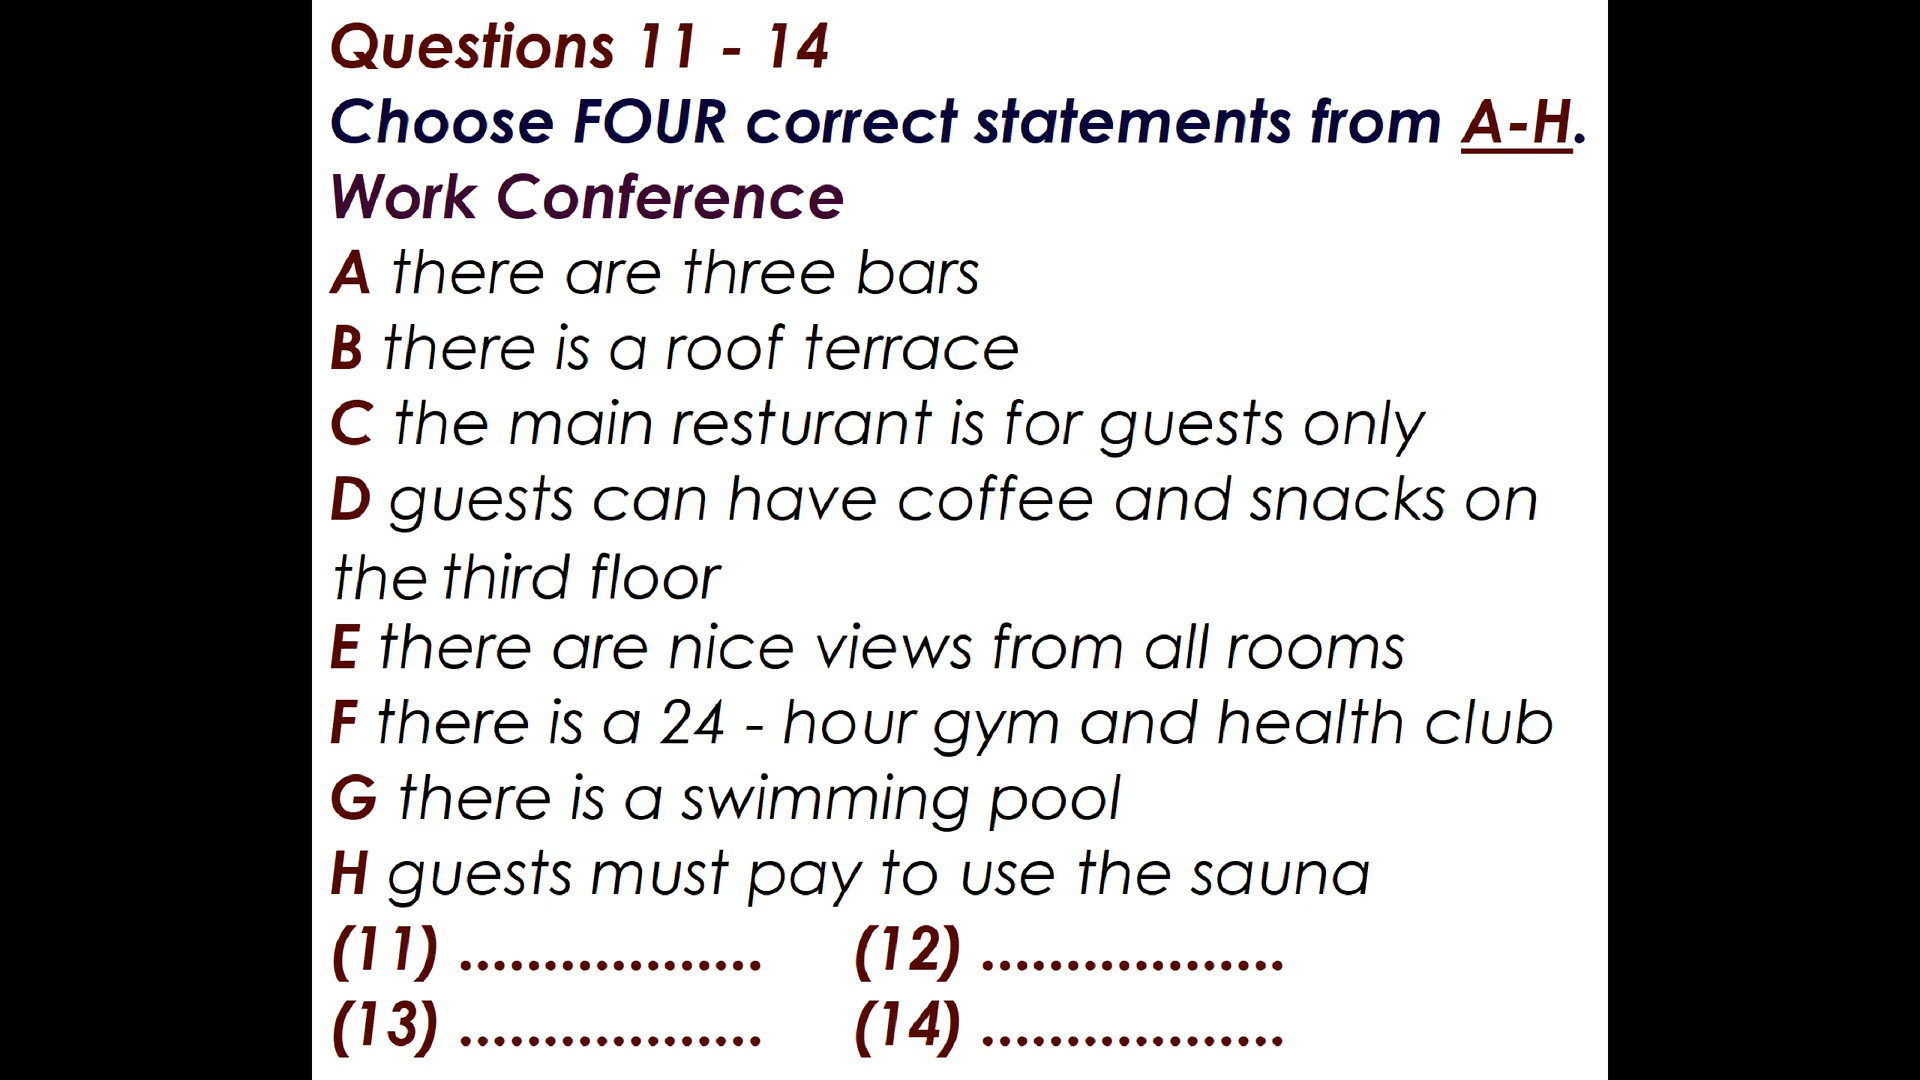 Questions 11 - 14
Choose FOUR correct statements from A-H.
Work Conference
A there are three bars
B there is a roof terrace
C the main resturant is for guests only
D guests can have coffee and snacks on
the third floor
E there are nice views from all rooms
F there is a 24 - hour gym and health club
G there is a swimming pool
H guests must pay to use the sauna
(11) .................. (12) ..................
(13) .................. (14) ..................